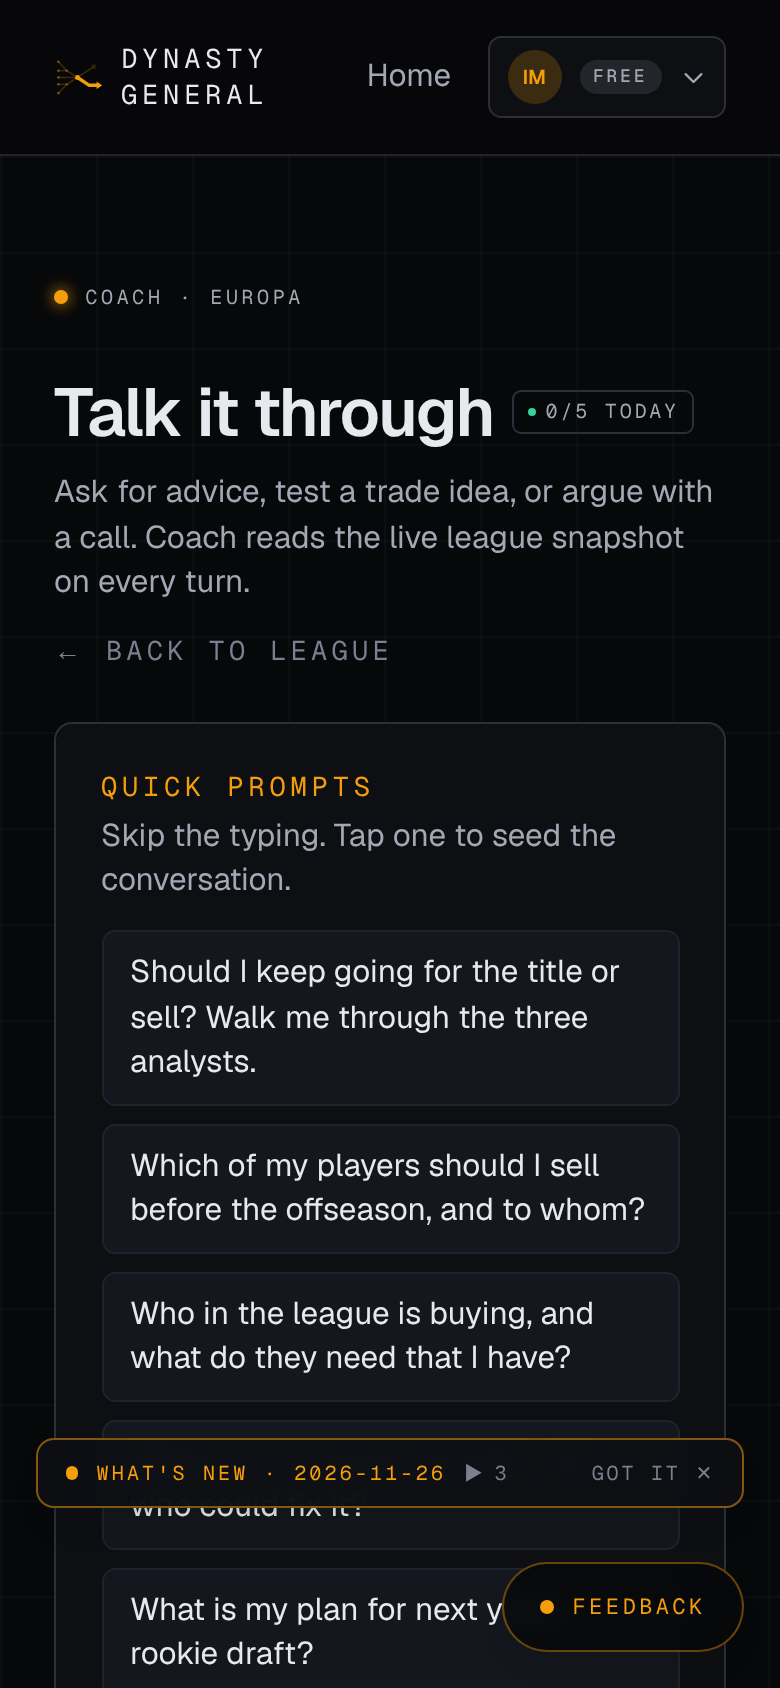 DYNASTY
GENERAL
Home
IM
FREE
COACH · EUROPA
Talk it through
0/5 TODAY
Ask for advice, test a trade idea, or argue with
a call. Coach reads the live league snapshot
on every turn.
← BACK TO LEAGUE
QUICK PROMPTS
Skip the typing. Tap one to seed the
conversation.
Should I keep going for the title or
sell? Walk me through the three
analysts.
Which of my players should I sell
before the offseason, and to whom?
Who in the league is buying, and
what do they need that I have?
WHAT'S NEW · 2026-11-26 ▶ 3
GOT IT ×
who could fix it?
What is my plan for next
rookie draft?
FEEDBACK